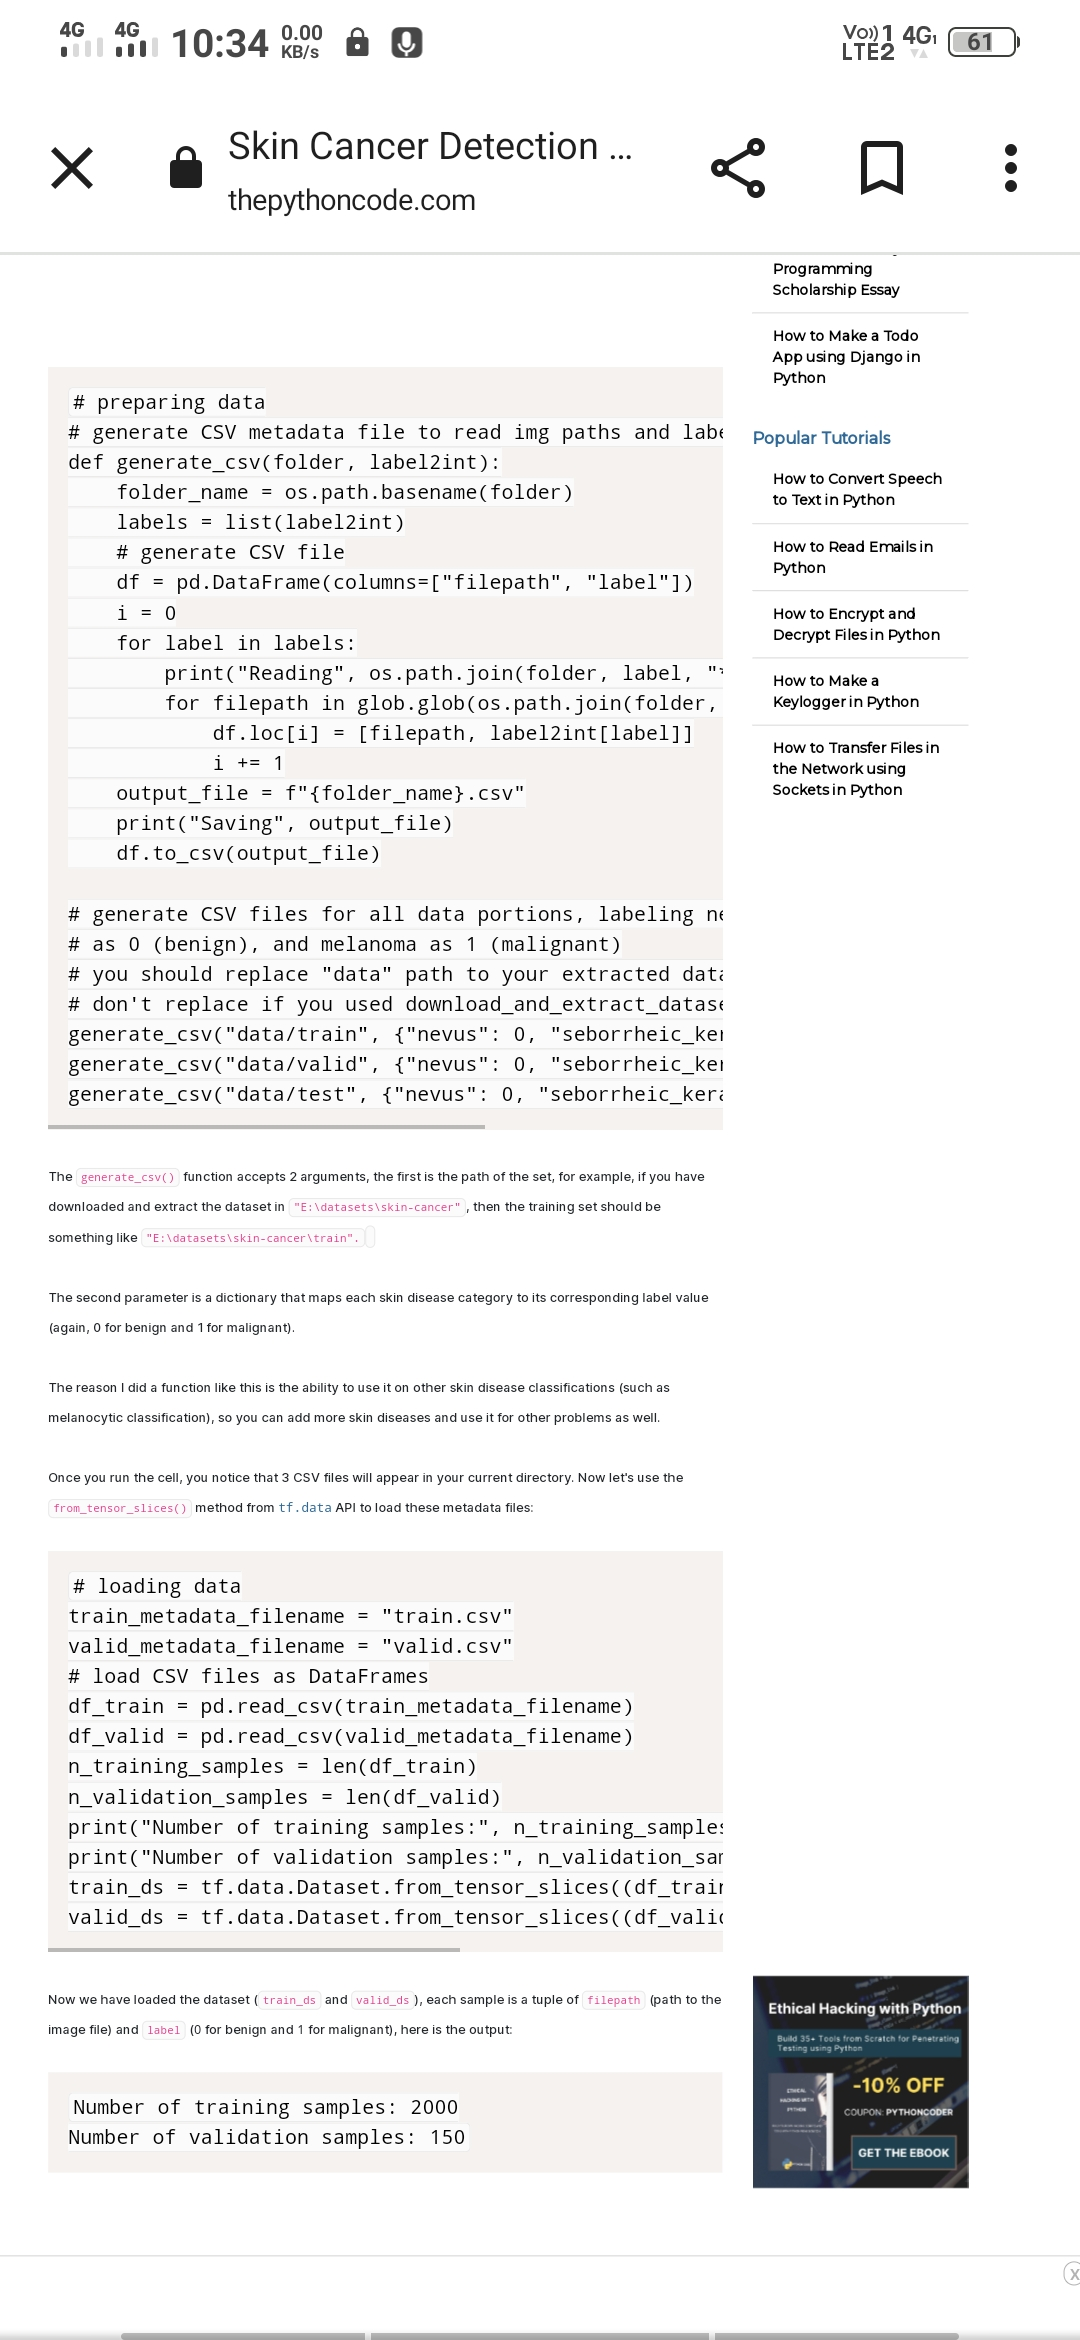 4G 4G 10:34 0.00 KB/s Vo)) 1 LTE2 4G 61
Skin Cancer Detection ...
thepythoncode.com
Programming
Scholarship Essay
How to Make a Todo
App using Django in
Python
Popular Tutorials
How to Convert Speech
to Text in Python
How to Read Emails in
Python
How to Encrypt and
Decrypt Files in Python
How to Make a
Keylogger in Python
How to Transfer Files in
the Network using
Sockets in Python
# preparing data
# generate CSV metadata file to read img paths and labe
def generate_csv(folder, label2int):
    folder_name = os.path.basename(folder)
    labels = list(label2int)
    # generate CSV file
    df = pd.DataFrame(columns=["filepath", "label"])
    i = 0
    for label in labels:
        print("Reading", os.path.join(folder, label, "*
        for filepath in glob.glob(os.path.join(folder,
            df.loc[i] = [filepath, label2int[label]]
            i += 1
    output_file = f"{folder_name}.csv"
    print("Saving", output_file)
    df.to_csv(output_file)
# generate CSV files for all data portions, labeling ne
# as 0 (benign), and melanoma as 1 (malignant)
# you should replace "data" path to your extracted data
# don't replace if you used download_and_extract_datase
generate_csv("data/train", {"nevus": 0, "seborrheic_ker
generate_csv("data/valid", {"nevus": 0, "seborrheic_ker
generate_csv("data/test", {"nevus": 0, "seborrheic_kera
The generate_csv() function accepts 2 arguments, the first is the path of the set, for example, if you have
downloaded and extract the dataset in "E:\datasets\skin-cancer", then the training set should be
something like "E:\datasets\skin-cancer\train".
The second parameter is a dictionary that maps each skin disease category to its corresponding label value
(again, 0 for benign and 1 for malignant).
The reason I did a function like this is the ability to use it on other skin disease classifications (such as
melanocytic classification), so you can add more skin diseases and use it for other problems as well.
Once you run the cell, you notice that 3 CSV files will appear in your current directory. Now let's use the
from_tensor_slices() method from tf.data API to load these metadata files:
# loading data
train_metadata_filename = "train.csv"
valid_metadata_filename = "valid.csv"
# load CSV files as DataFrames
df_train = pd.read_csv(train_metadata_filename)
df_valid = pd.read_csv(valid_metadata_filename)
n_training_samples = len(df_train)
n_validation_samples = len(df_valid)
print("Number of training samples:", n_training_samples
print("Number of validation samples:", n_validation_sam
train_ds = tf.data.Dataset.from_tensor_slices((df_train
valid_ds = tf.data.Dataset.from_tensor_slices((df_valid
Now we have loaded the dataset (train_ds and valid_ds), each sample is a tuple of filepath (path to the
image file) and label (0 for benign and 1 for malignant), here is the output:
Number of training samples: 2000
Number of validation samples: 150
Ethical Hacking with Python
Build 35+ Tools from Scratch for Penetrating
Testing using Python
ETHICAL
HACKING WITH
PYTHON
-10% OFF
COUPON: PYTHONCODER
GET THE EBOOK
X